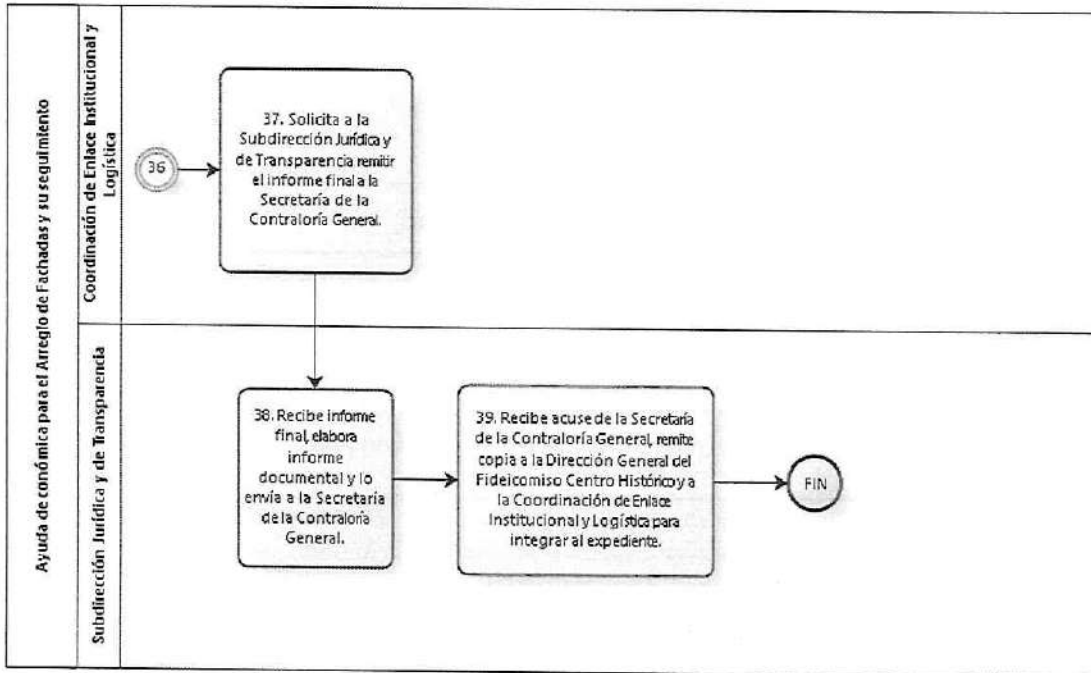 Ayuda de conómica para el Arreglo de Fachadas y su seguimiento
Coordinación de Enlace Institucional y
Logística
36
37. Solicita a la
Subdirección Jurídica y
de Transparencia remitir
el informe final a la
Secretaría de la
Contraloría General.
Subdirección Jurídica y de Transparencia
38. Recibe informe
final, elabora
informe
documental y lo
envía a la Secretaría
de la Contraloría
General.
39. Recibe acuse de la Secretaría
de la Contraloría General, remite
copia a la Dirección General del
Fideicomiso Centro Histórico y a
la Coordinación de Enlace
Institucional y Logística para
integrar al expediente.
FIN